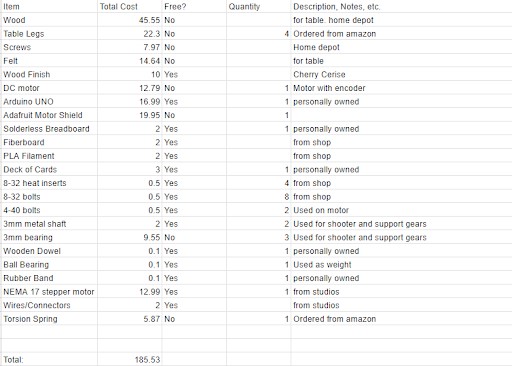 Item Total Cost Free? Quantity Description, Notes, etc.
Wood 45.55 No for table. home depot
Table Legs 22.3 No 4 Ordered from amazon
Screws 7.97 No Home depot
Felt 14.64 No for table
Wood Finish 10 Yes Cherry Cerise
DC motor 12.79 No 1 Motor with encoder
Arduino UNO 16.99 Yes 1 personally owned
Adafruit Motor Shield 19.95 No 1
Solderless Breadboard 2 Yes 1 personally owned
Fiberboard 2 Yes from shop
PLA Filament 2 Yes from shop
Deck of Cards 3 Yes 1 personally owned
8-32 heat inserts 0.5 Yes 4 from shop
8-32 bolts 0.5 Yes 8 from shop
4-40 bolts 0.5 Yes 2 Used on motor
3mm metal shaft 2 Yes 2 Used for shooter and support gears
3mm bearing 9.55 No 3 Used for shooter and support gears
Wooden Dowel 0.1 Yes 1 personally owned
Ball Bearing 0.1 Yes 1 Used as weight
Rubber Band 0.1 Yes 1 personally owned
NEMA 17 stepper motor 12.99 Yes 1 from studios
Wires/Connectors 2 Yes from studios
Torsion Spring 5.87 No 1 Ordered from amazon
Total: 185.53